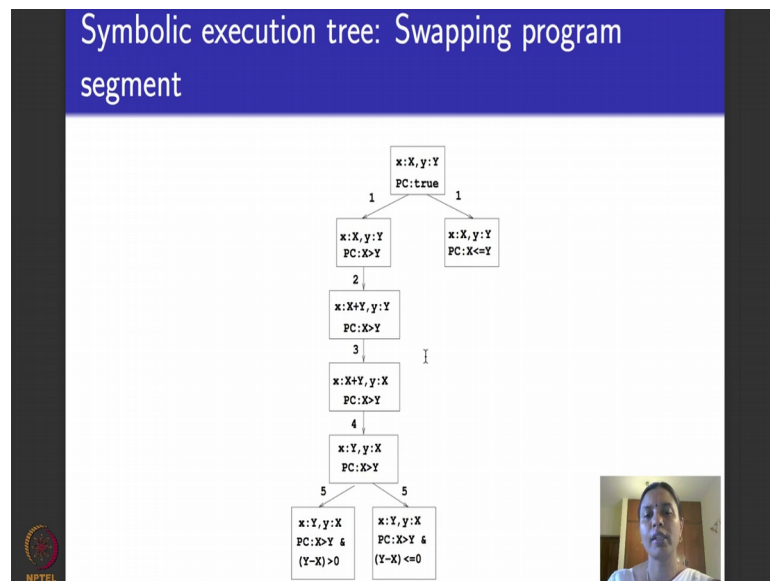 Symbolic execution tree: Swapping program
segment
x:X,y:Y
PC:true
1
1
x:X,y:Y
PC:X>Y
x:X,y:Y
PC:X<=Y
2
x:X+Y,y:Y
PC:X>Y
3
x:X+Y,y:X
PC:X>Y
4
x:Y,y:X
PC:X>Y
5
5
x:Y,y:X
PC:X>Y &
(Y-X)>0
x:Y,y:X
PC:X>Y &
(Y-X)<=0
NPTEL